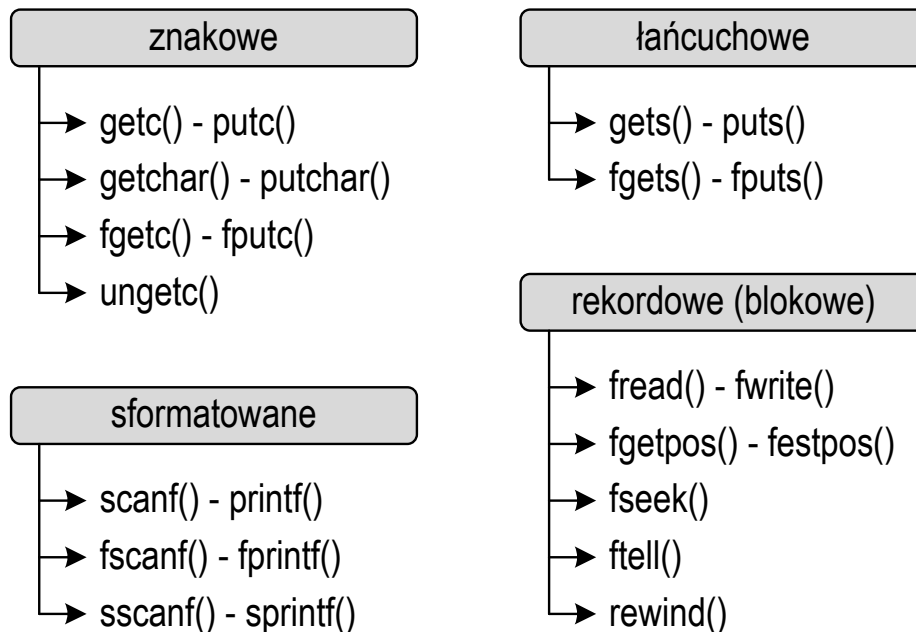 znakowe
getc() - putc()
getchar() - putchar()
fgetc() - fputc()
ungetc()
sformatowane
scanf() - printf()
fscanf() - fprintf()
sscanf() - sprintf()
łańcuchowe
gets() - puts()
fgets() - fputs()
rekordowe (blokowe)
fread() - fwrite()
fgetpos() - festpos()
fseek()
ftell()
rewind()